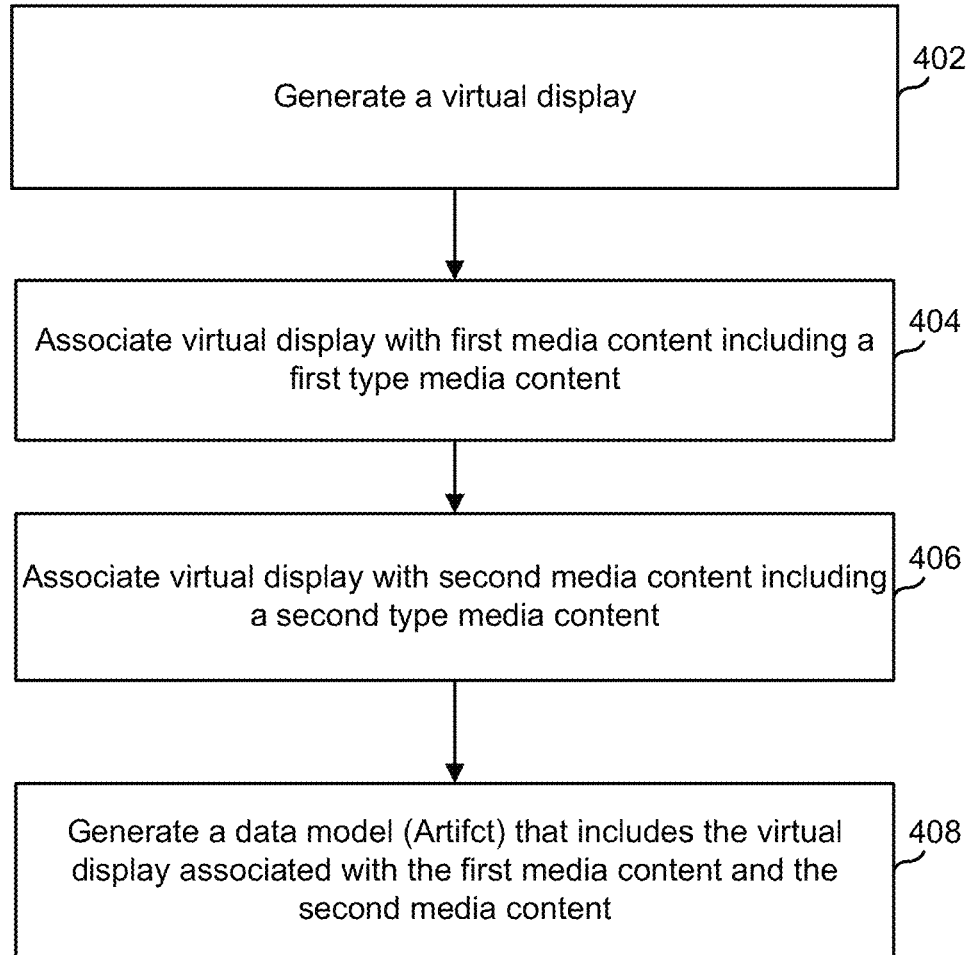 Generate a virtual display
402
Associate virtual display with first media content including a
first type media content
404
Associate virtual display with second media content including
a second type media content
406
Generate a data model (Artifct) that includes the virtual
display associated with the first media content and the
second media content
408